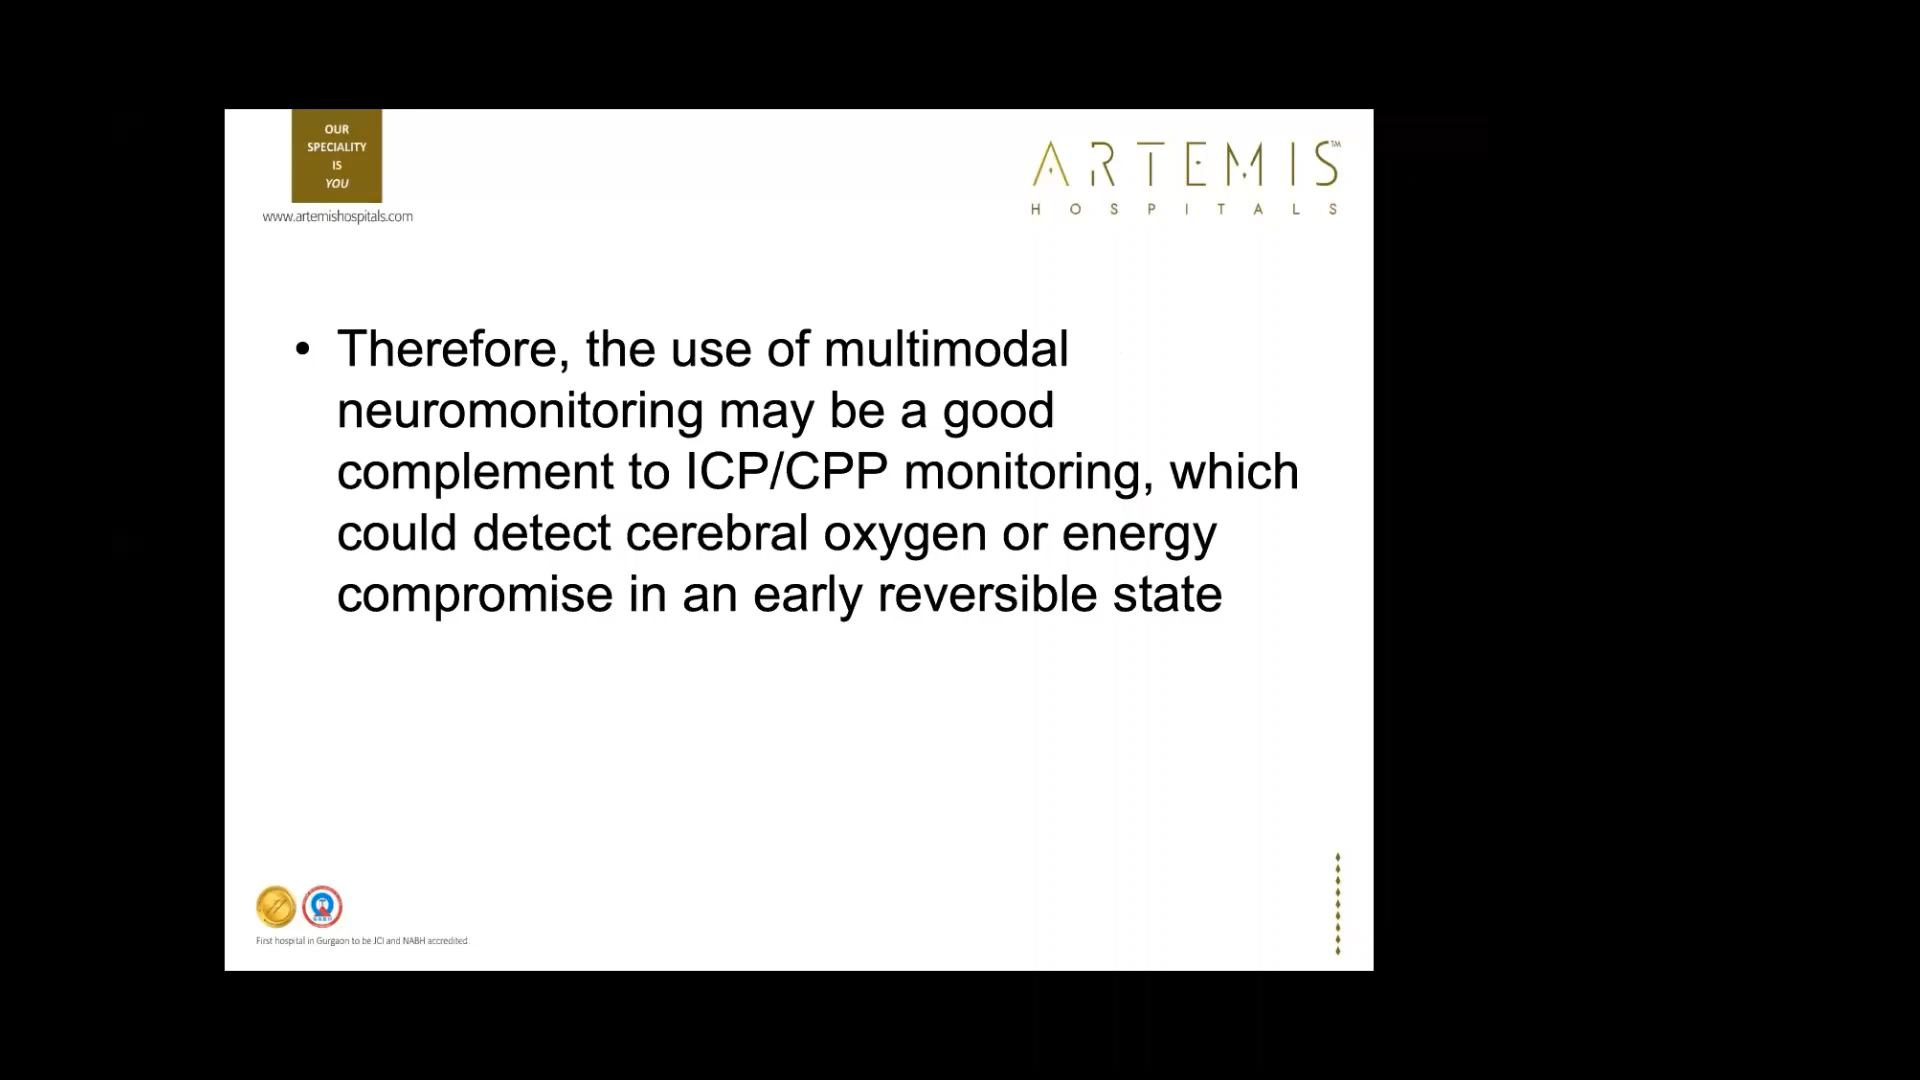 OUR
SPECIALITY
IS
YOU
www.artemishospitals.com
ARTEMIS™
HOSPITALS
• Therefore, the use of multimodal
neuromonitoring may be a good
complement to ICP/CPP monitoring, which
could detect cerebral oxygen or energy
compromise in an early reversible state
First hospital in Gurgaon to be JCI and NABH accredited.